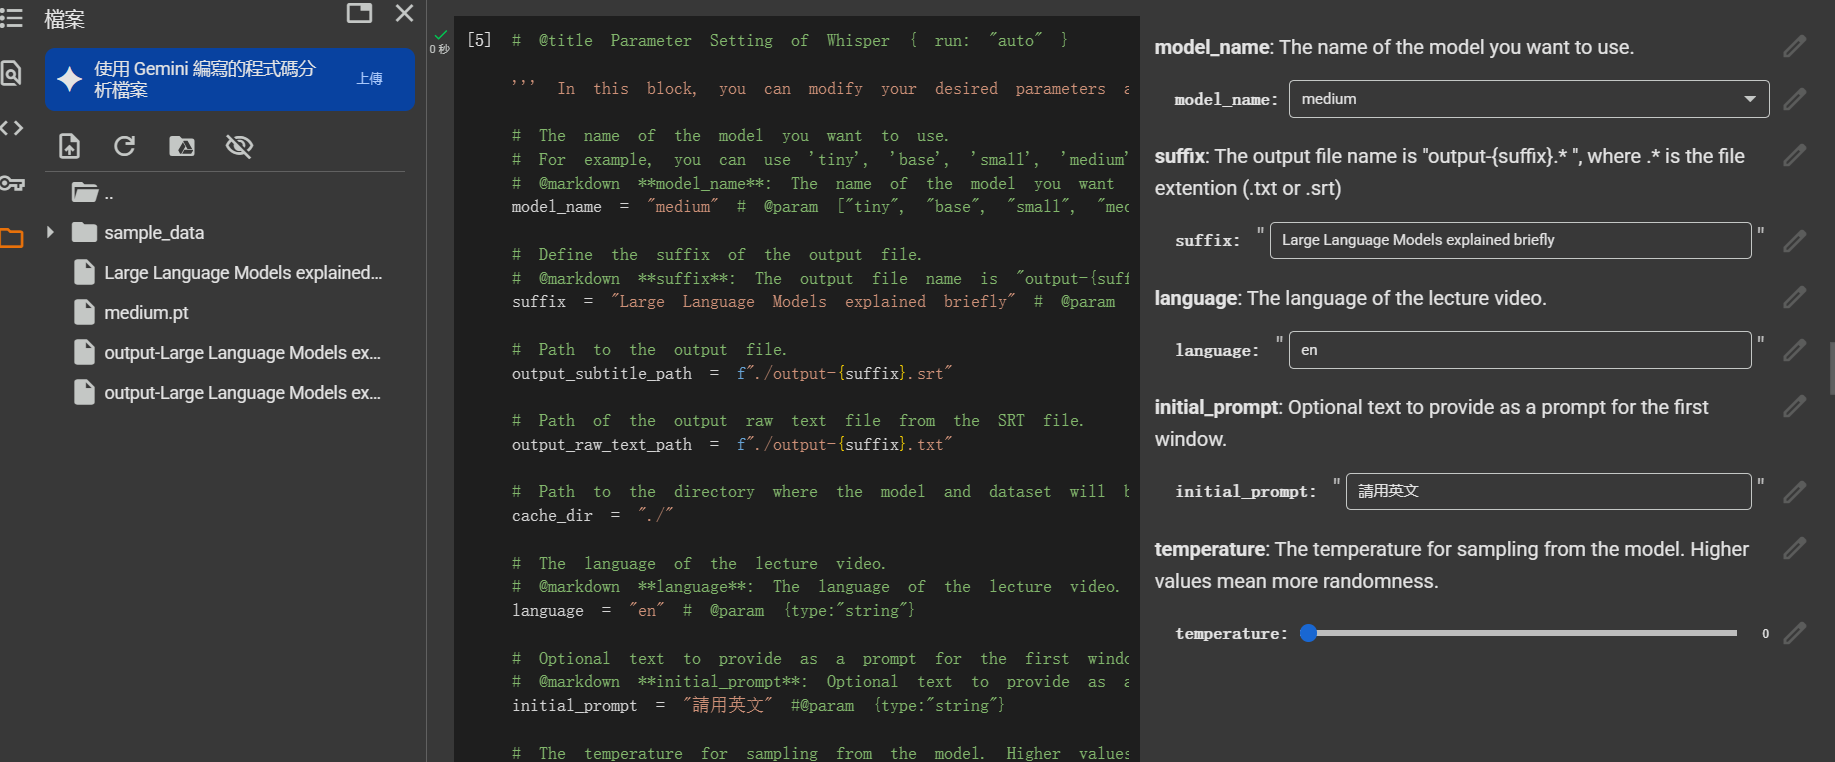 檔案
使用 Gemini 編寫的程式碼分
析檔案
上傳
..
sample_data
Large Language Models explained...
medium.pt
output-Large Language Models ex...
output-Large Language Models ex...
0 秒
[5]
# @title Parameter Setting of Whisper { run: "auto" }
''' In this block, you can modify your desired parameters a
# The name of the model you want to use.
# For example, you can use 'tiny', 'base', 'small', 'medium'
# @markdown **model_name**: The name of the model you want
model_name = "medium" # @param ["tiny", "base", "small", "med
# Define the suffix of the output file.
# @markdown **suffix**: The output file name is "output-{suff
suffix = "Large Language Models explained briefly" # @param
# Path to the output file.
output_subtitle_path = f"./output-{suffix}.srt"
# Path of the output raw text file from the SRT file.
output_raw_text_path = f"./output-{suffix}.txt"
# Path to the directory where the model and dataset will b
cache_dir = "./"
# The language of the lecture video.
# @markdown **language**: The language of the lecture video.
language = "en" # @param {type:"string"}
# Optional text to provide as a prompt for the first windo
# @markdown **initial_prompt**: Optional text to provide as a
initial_prompt = "請用英文" #@param {type:"string"}
# The temperature for sampling from the model. Higher values
model_name: The name of the model you want to use.
model_name: medium
suffix: The output file name is "output-{suffix}.* ", where .* is the file
extention (.txt or .srt)
suffix: " Large Language Models explained briefly "
language: The language of the lecture video.
language: " en "
initial_prompt: Optional text to provide as a prompt for the first
window.
initial_prompt: " 請用英文 "
temperature: The temperature for sampling from the model. Higher
values mean more randomness.
temperature: 0